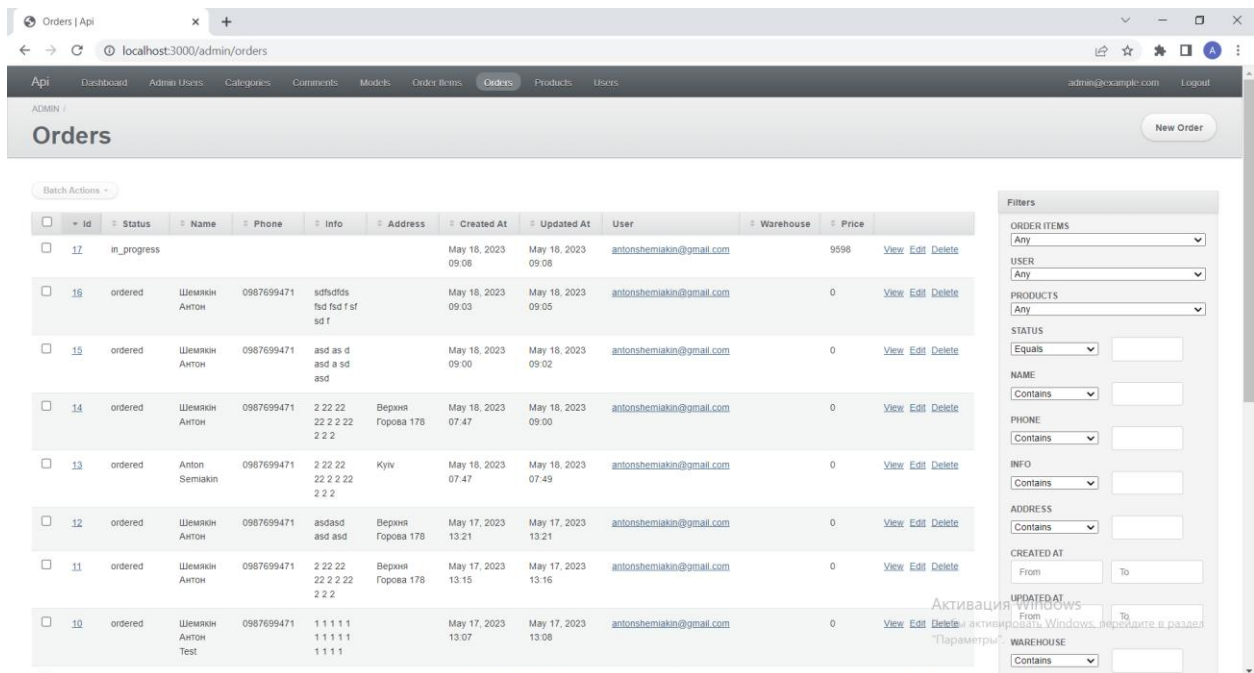 Orders | Api
localhost:3000/admin/orders
A
Api Dashboard Admin Users Categories Comments Models Order Items Orders Products Users admin@example.com Logout
ADMIN /
Orders
New Order
Batch Actions
Id Status Name Phone Info Address Created At Updated At User Warehouse Price
17 in_progress May 18, 2023 May 18, 2023 antonshemiakin@gmail.com 9598 View Edit Delete
09:08 09:08
16 ordered Шемякін 0987699471 sdfsdfds May 18, 2023 May 18, 2023 antonshemiakin@gmail.com 0 View Edit Delete
Антон fsd fsd f sf 09:03 09:05
sd f
15 ordered Шемякін 0987699471 asd as d May 18, 2023 May 18, 2023 antonshemiakin@gmail.com 0 View Edit Delete
Антон asd a sd 09:00 09:02
asd
14 ordered Шемякін 0987699471 2 22 22 Верхня May 18, 2023 May 18, 2023 antonshemiakin@gmail.com 0 View Edit Delete
Антон 22 2 2 22 Горова 178 07:47 09:00
2 2 2
13 ordered Anton 0987699471 2 22 22 Kyiv May 18, 2023 May 18, 2023 antonshemiakin@gmail.com 0 View Edit Delete
Semiakin 22 2 2 22 07:47 07:49
2 2 2
12 ordered Шемякін 0987699471 asdasd Верхня May 17, 2023 May 17, 2023 antonshemiakin@gmail.com 0 View Edit Delete
Антон asd asd Горова 178 13:21 13:21
11 ordered Шемякін 0987699471 2 22 22 Верхня May 17, 2023 May 17, 2023 antonshemiakin@gmail.com 0 View Edit Delete
Антон 22 2 2 22 Горова 178 13:15 13:16
2 2 2
10 ordered Шемякін 0987699471 1 1 1 1 1 May 17, 2023 May 17, 2023 antonshemiakin@gmail.com 0 View Edit Delete
Антон 1 1 1 1 1 13:07 13:08
Test 1 1 1 1
Filters
ORDER ITEMS
Any
USER
Any
PRODUCTS
Any
STATUS
Equals
NAME
Contains
PHONE
Contains
INFO
Contains
ADDRESS
Contains
CREATED AT
From To
UPDATED AT
From To
WAREHOUSE
Contains
Активация Windows
активировать Windows, перейдите в раздел
"Параметры".